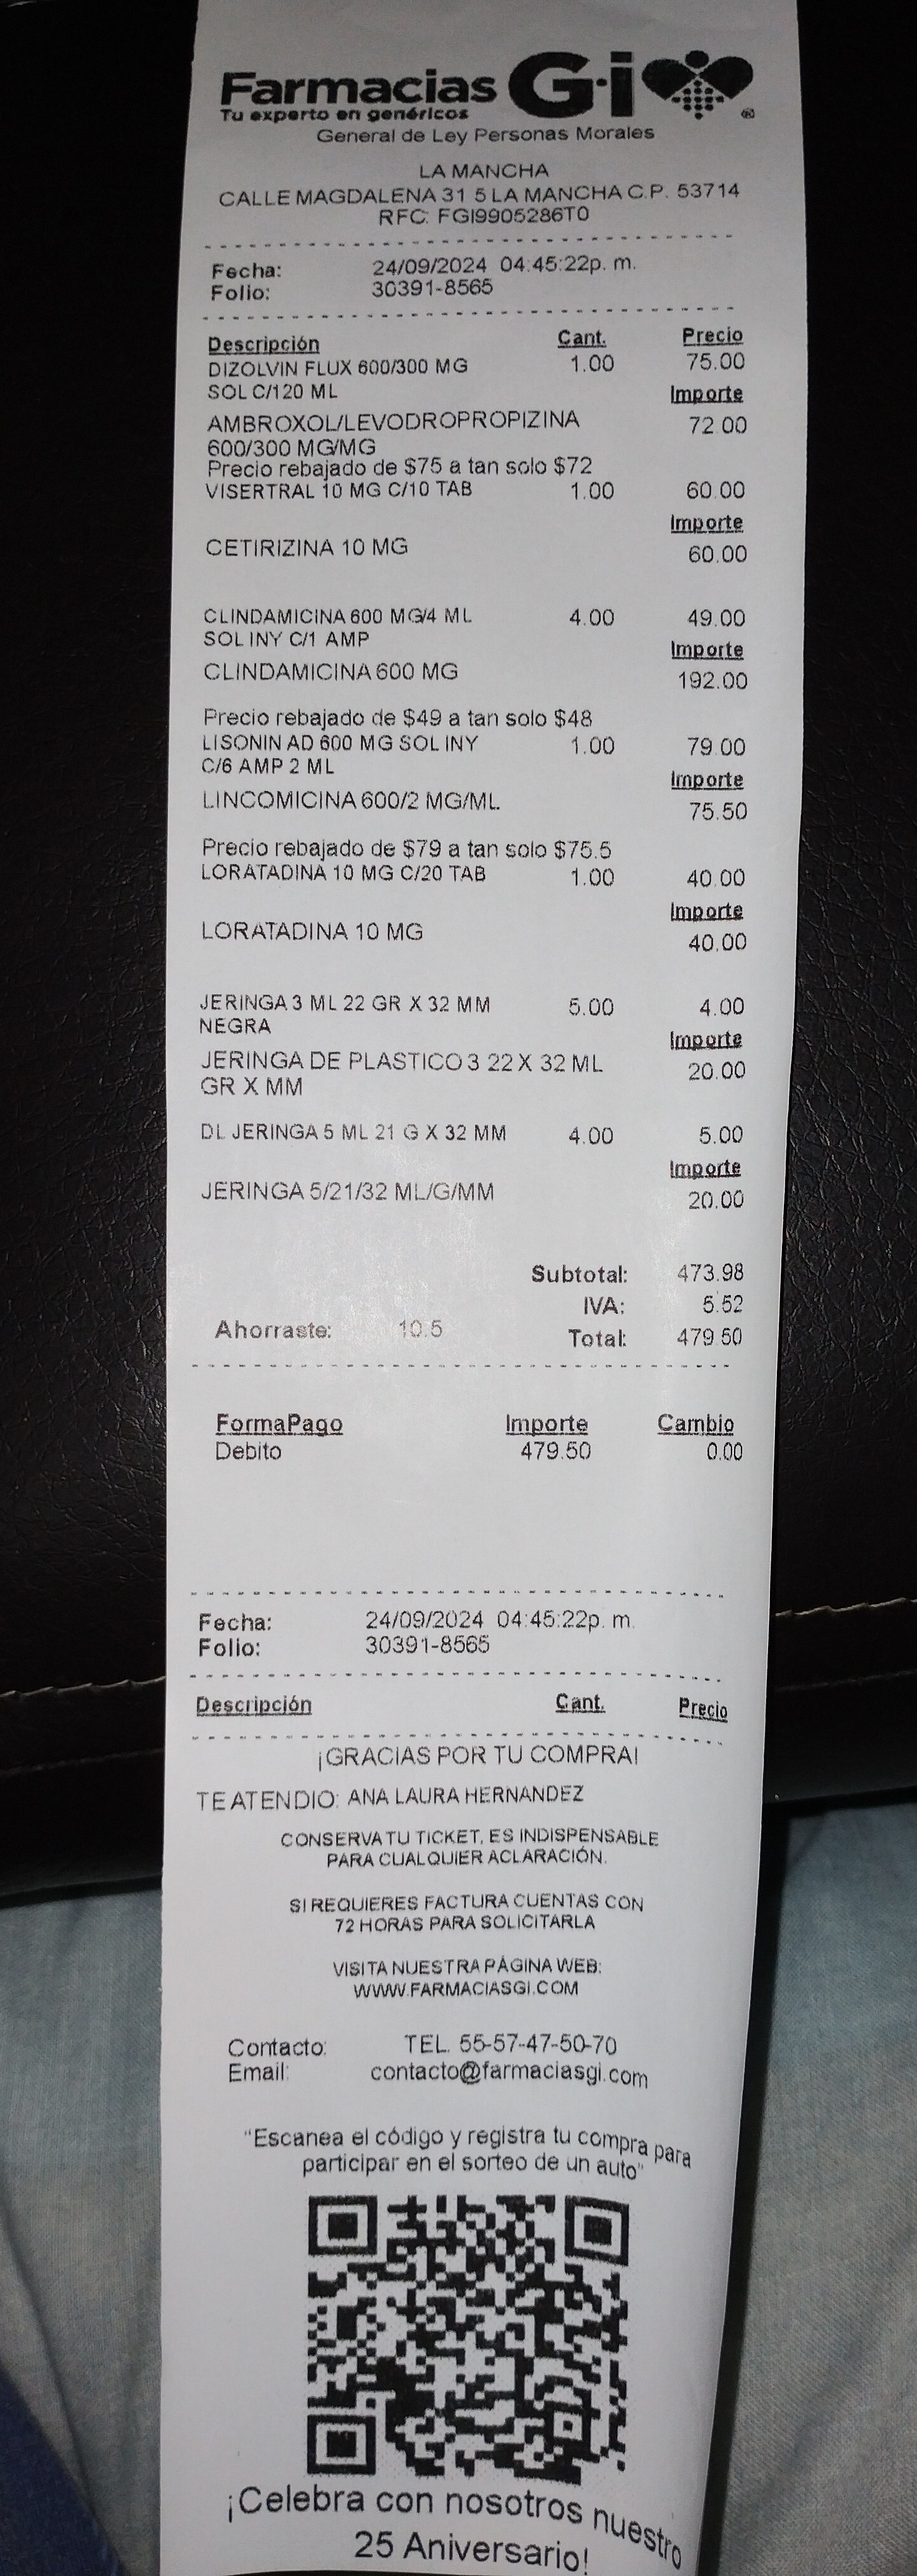 Farmacias G·i ®
Tu experto en genéricos
General de Ley Personas Morales
LA MANCHA
CALLE MAGDALENA 31 5 LA MANCHA C.P. 53714
RFC: FGI9905286T0
Fecha: 24/09/2024 04:45:22p. m.
Folio: 30391-8565
Descripción Cant. Precio
DIZOLVIN FLUX 600/300 MG 1.00 75.00
SOL C/120 ML Importe
AMBROXOL/LEVODROPROPIZINA 72.00
600/300 MG/MG
Precio rebajado de $75 a tan solo $72
VISERTRAL 10 MG C/10 TAB 1.00 60.00
Importe
CETIRIZINA 10 MG 60.00
CLINDAMICINA 600 MG/4 ML 4.00 49.00
SOL INY C/1 AMP Importe
CLINDAMICINA 600 MG 192.00
Precio rebajado de $49 a tan solo $48
LISONIN AD 600 MG SOL INY 1.00 79.00
C/6 AMP 2 ML Importe
LINCOMICINA 600/2 MG/ML 75.50
Precio rebajado de $79 a tan solo $75.5
LORATADINA 10 MG C/20 TAB 1.00 40.00
Importe
LORATADINA 10 MG 40.00
JERINGA 3 ML 22 GR X 32 MM 5.00 4.00
NEGRA Importe
JERINGA DE PLASTICO 3 22 X 32 ML 20.00
GR X MM
DL JERINGA 5 ML 21 G X 32 MM 4.00 5.00
Importe
JERINGA 5/21/32 ML/G/MM 20.00
Subtotal: 473.98
IVA: 5.52
Ahorraste: 10.5 Total: 479.50
FormaPago Importe Cambio
Debito 479.50 0.00
Fecha: 24/09/2024 04:45:22p. m.
Folio: 30391-8565
Descripción Cant. Precio
¡GRACIAS POR TU COMPRA!
TE ATENDIO: ANA LAURA HERNANDEZ
CONSERVA TU TICKET, ES INDISPENSABLE
PARA CUALQUIER ACLARACIÓN.
SI REQUIERES FACTURA CUENTAS CON
72 HORAS PARA SOLICITARLA
VISITA NUESTRA PÁGINA WEB:
WWW.FARMACIASGI.COM
Contacto: TEL. 55-57-47-50-70
Email: contacto@farmaciasgi.com
"Escanea el código y registra tu compra para
participar en el sorteo de un auto"
¡Celebra con nosotros nuestro
25 Aniversario!